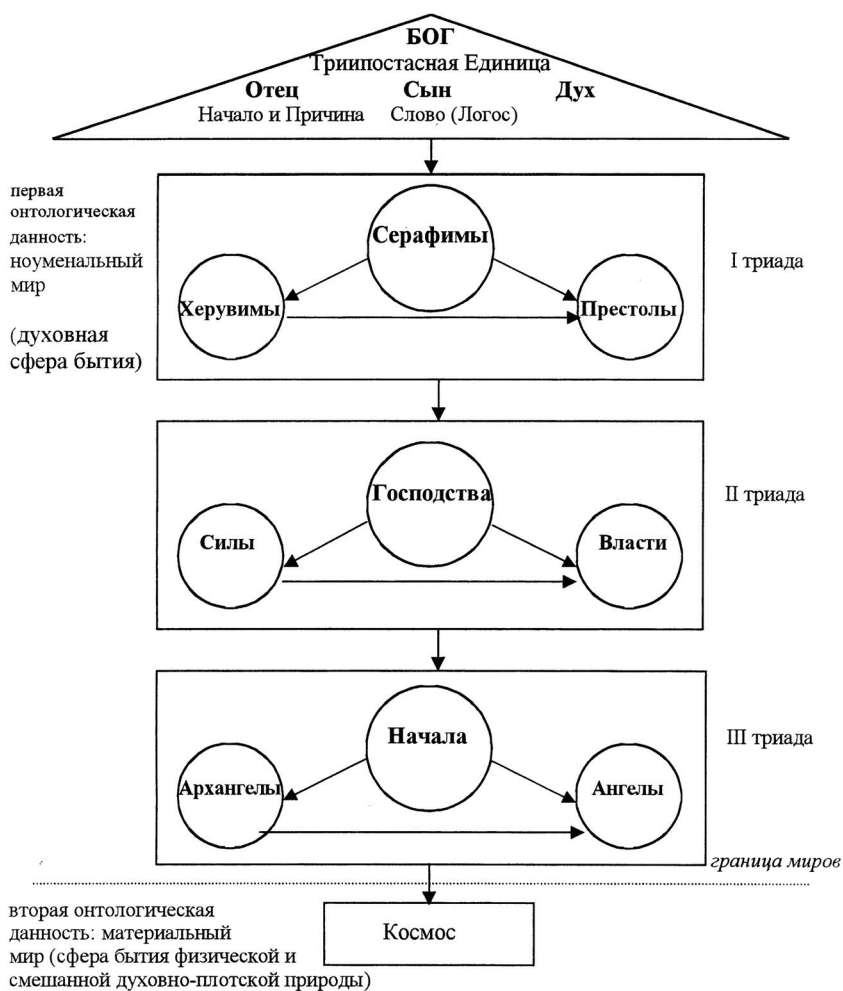 БОГ
Триипостасная Единица
Отец Сын Дух
Начало и Причина Слово (Логос)
первая
онтологическая
данность:
ноуменальный
мир
(духовная
сфера бытия)
Серафимы
Херувимы
Престолы
I триада
Господства
Силы
Власти
II триада
Начала
Архангелы
Ангелы
III триада
граница миров
вторая онтологическая
данность: материальный
мир (сфера бытия физической и
смешанной духовно-плотской природы)
Космос